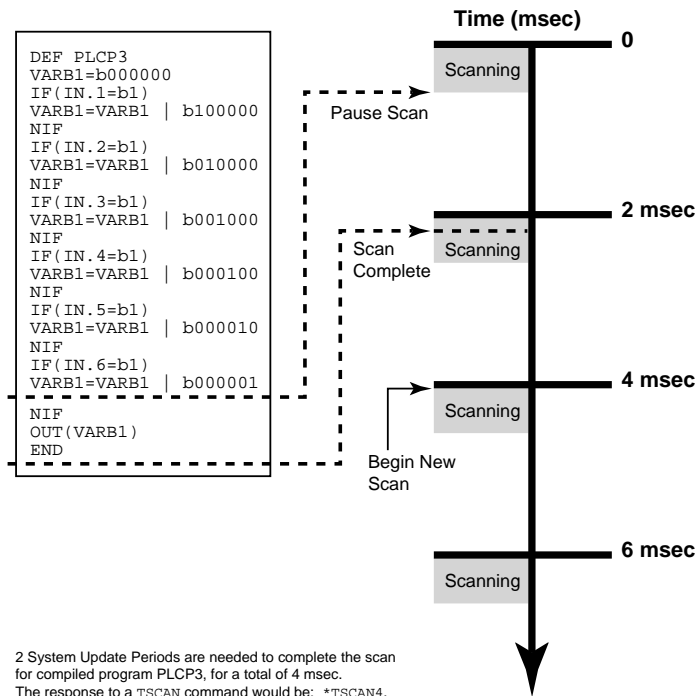 DEF PLCP3
VARB1=b000000
IF(IN.1=b1)
VARB1=VARB1 | b100000
NIF
IF(IN.2=b1)
VARB1=VARB1 | b010000
NIF
IF(IN.3=b1)
VARB1=VARB1 | b001000
NIF
IF(IN.4=b1)
VARB1=VARB1 | b000100
NIF
IF(IN.5=b1)
VARB1=VARB1 | b000010
NIF
IF(IN.6=b1)
VARB1=VARB1 | b000001
NIF
OUT(VARB1)
END
Time (msec)
0
Scanning
Pause Scan
2 msec
Scanning
Scan
Complete
4 msec
Scanning
Begin New
Scan
6 msec
Scanning
2 System Update Periods are needed to complete the scan
for compiled program PLCP3, for a total of 4 msec.
The response to a TSCAN command would be: *TSCAN4.